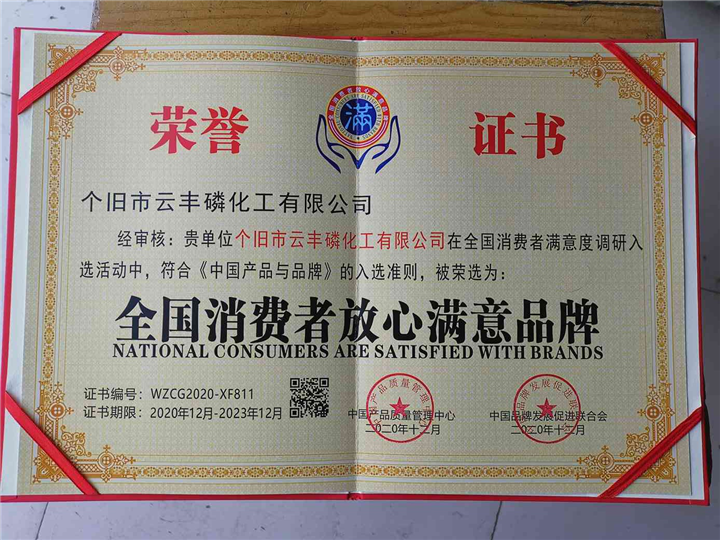 荣誉 证书
满
个旧市云丰磷化工有限公司
经审核：贵单位个旧市云丰磷化工有限公司在全国消费者满意度调研入
选活动中，符合《中国产品与品牌》的入选准则，被荣选为：
全国消费者放心满意品牌
NATIONAL CONSUMERS ARE SATISFIED WITH BRANDS
证书编号：WZCG2020-XF811
证书期限：2020年12月-2023年12月
中国产品质量管理中心
二〇二〇年十二月
中国品牌发展促进联合会
二〇二〇年十二月